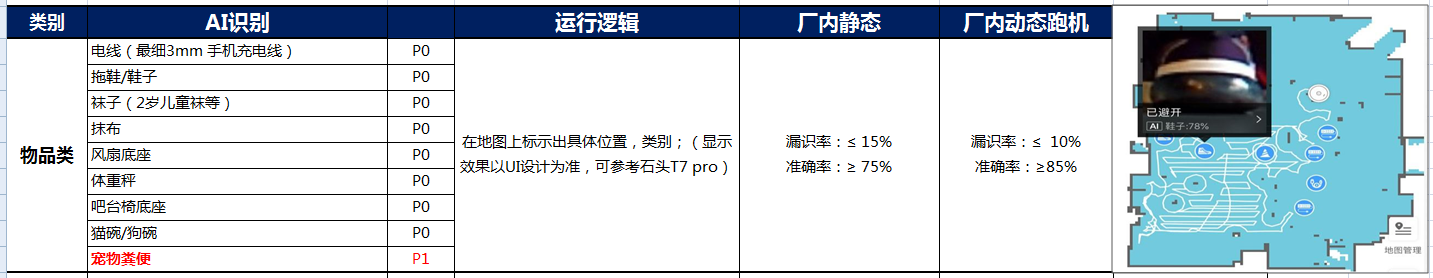 类别 AI识别 运行逻辑 厂内静态 厂内动态跑机
物品类
电线（最细3mm 手机充电线） P0
拖鞋/鞋子 P0
袜子（2岁儿童袜等） P0
抹布 P0
风扇底座 P0
体重秤 P0
吧台椅底座 P0
猫碗/狗碗 P0
宠物粪便 P1
在地图上标示出具体位置，类别；（显示
效果以UI设计为准，可参考石头T7 pro）
漏识率：≤ 15%
准确率：≥ 75%
漏识率：≤ 10%
准确率：≥85%
已避开
AI 鞋子:78%
地图管理